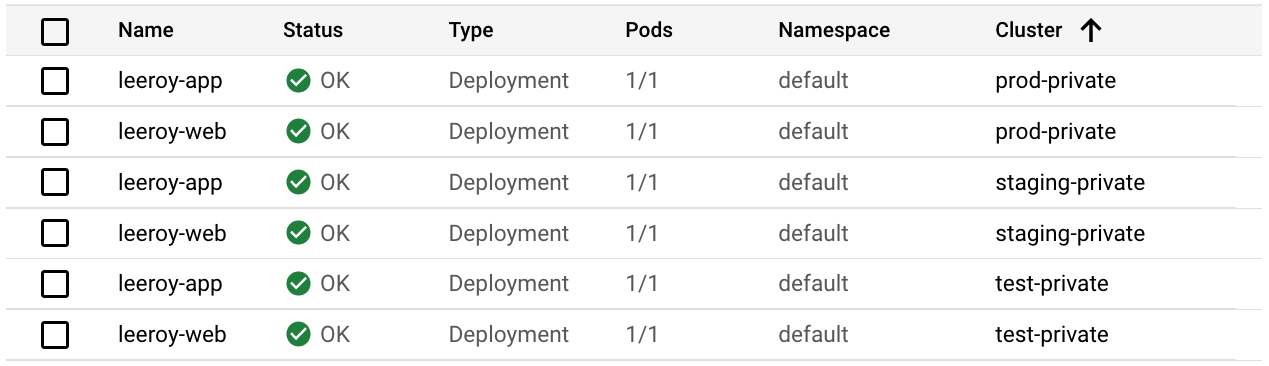 Name Status Type Pods Namespace Cluster ↑
leeroy-app OK Deployment 1/1 default prod-private
leeroy-web OK Deployment 1/1 default prod-private
leeroy-app OK Deployment 1/1 default staging-private
leeroy-web OK Deployment 1/1 default staging-private
leeroy-app OK Deployment 1/1 default test-private
leeroy-web OK Deployment 1/1 default test-private